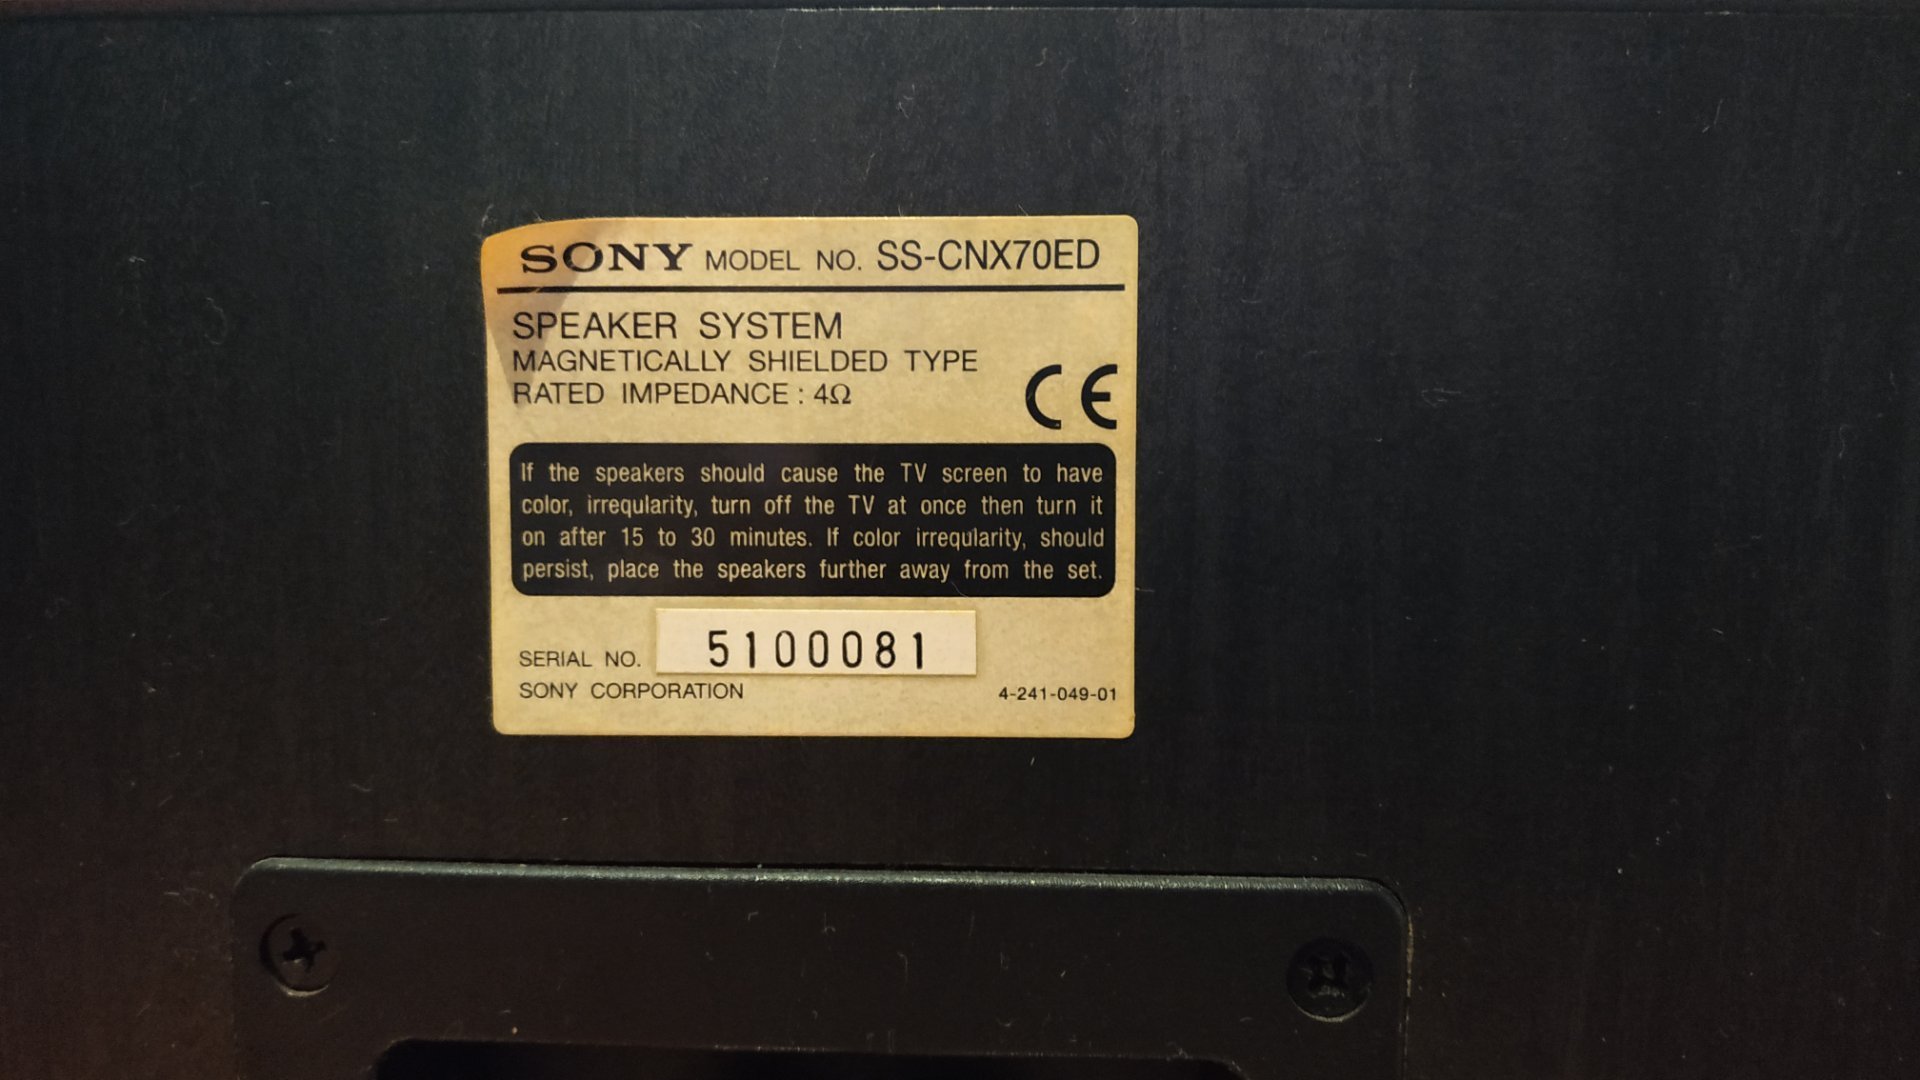 SONY MODEL NO. SS-CNX70ED
SPEAKER SYSTEM
MAGNETICALLY SHIELDED TYPE
RATED IMPEDANCE : 4Ω
CE
If the speakers should cause the TV screen to have
color, irreqularity, turn off the TV at once then turn it
on after 15 to 30 minutes. If color irreqularity, should
persist, place the speakers further away from the set.
SERIAL NO. 5100081
SONY CORPORATION 4-241-049-01